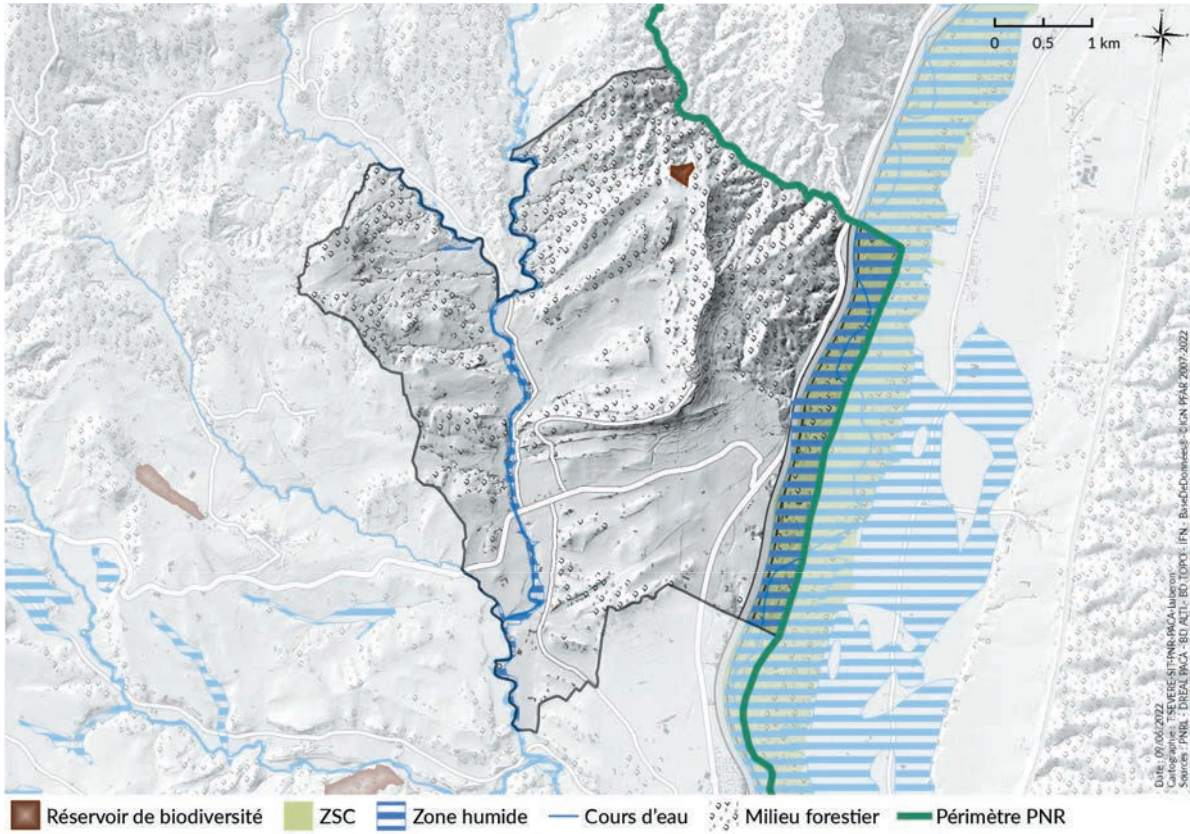 0 0,5 1 km
Date : 09/06/2022
Cartographie : T.SEVERE-SIT-PNR-PACA-Luberon
Sources : PNRL - DREAL PACA - BD ALTI - BD TOPO - IFN - BaseDeDonnées® © IGN PFAR 2007-2022
Réservoir de biodiversité ZSC Zone humide Cours d'eau Milieu forestier Périmètre PNR